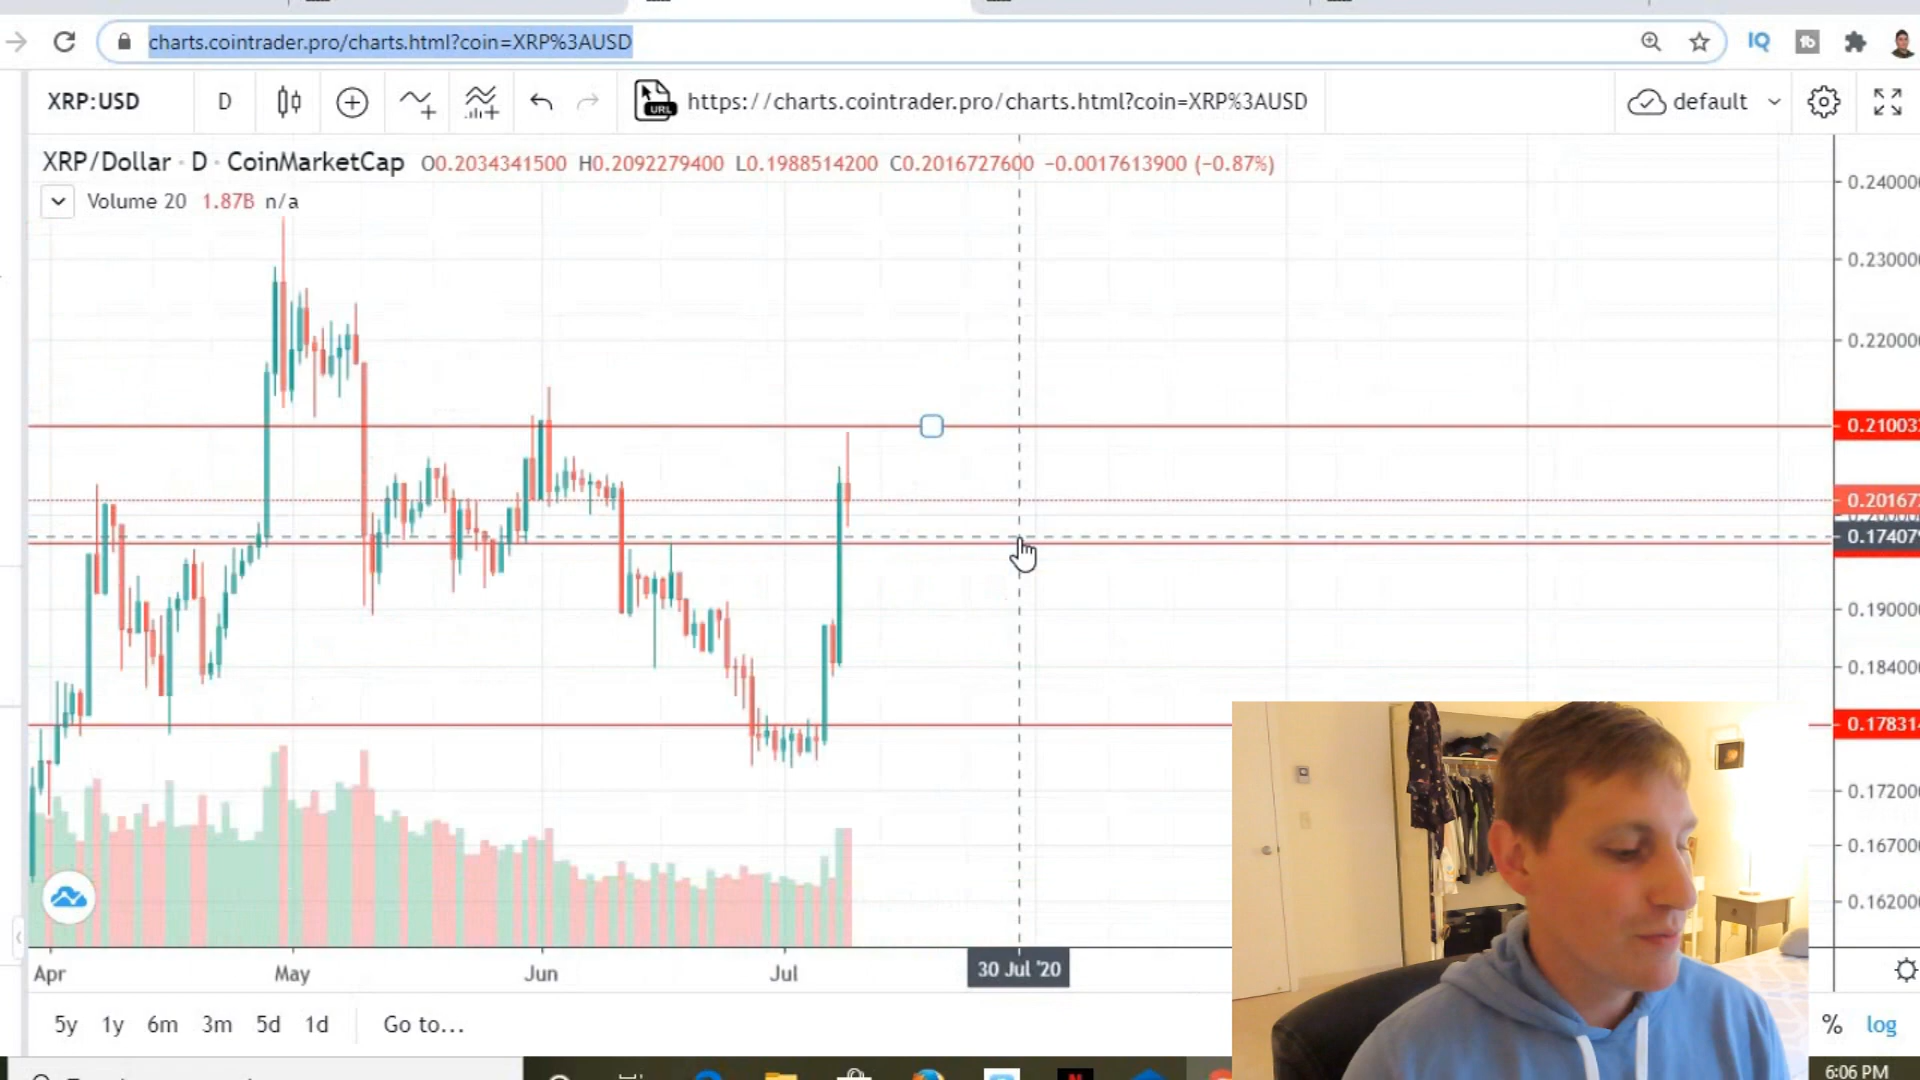 charts.cointrader.pro/charts.html?coin=XRP%3AUSD
IQ
tb
XRP:USD
D
URL
https://charts.cointrader.pro/charts.html?coin=XRP%3AUSD
default
XRP/Dollar · D · CoinMarketCap O0.2034341500 H0.2092279400 L0.1988514200 C0.2016727600 −0.0017613900 (−0.87%)
Volume 20 1.87B n/a
0.24000
0.23000
0.22000
0.21003
0.20167
0.17407
0.19000
0.18400
0.17831
0.17200
0.16700
0.16200
Apr
May
Jun
Jul
30 Jul '20
5y 1y 6m 3m 5d 1d
Go to...
% log
6:06 PM